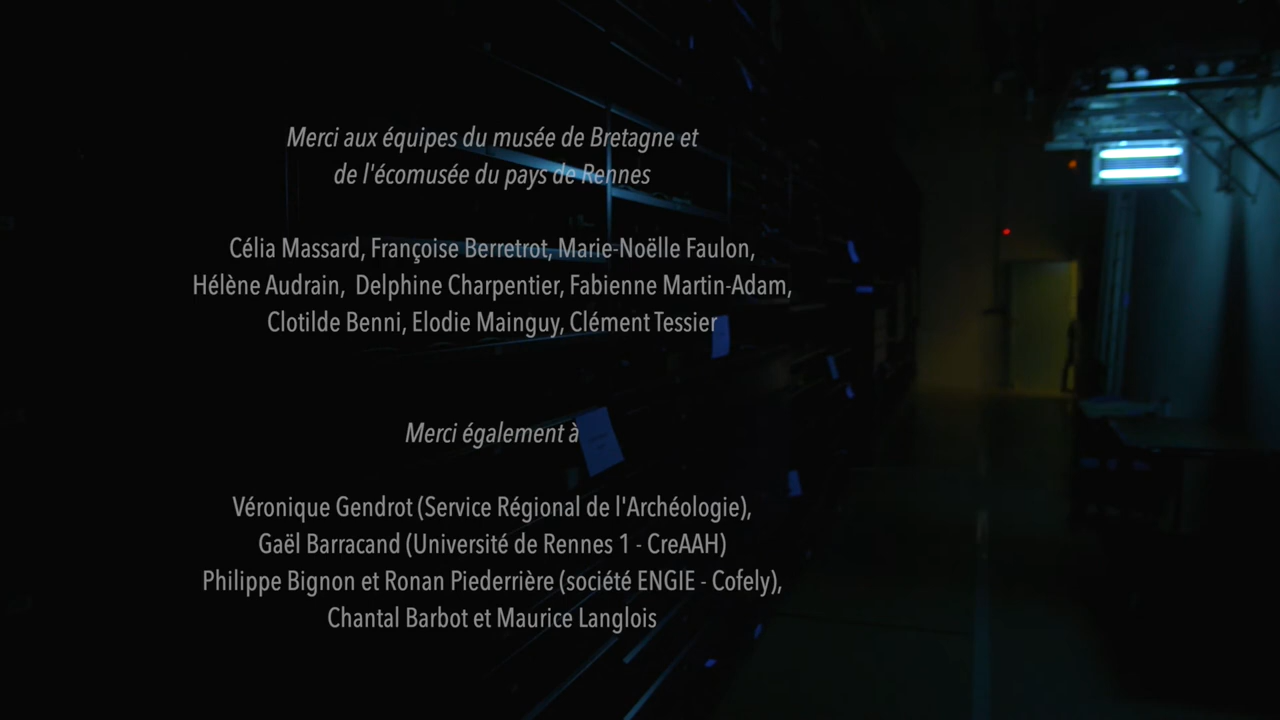 Merci aux équipes du musée de Bretagne et
de l'écomusée du pays de Rennes
Célia Massard, Françoise Berretrot, Marie-Noëlle Faulon,
Hélène Audrain, Delphine Charpentier, Fabienne Martin-Adam,
Clotilde Benni, Elodie Mainguy, Clément Tessier
Merci également à
Véronique Gendrot (Service Régional de l'Archéologie),
Gaël Barracand (Université de Rennes 1 - CreAAH)
Philippe Bignon et Ronan Piederrière (société ENGIE - Cofely),
Chantal Barbot et Maurice Langlois